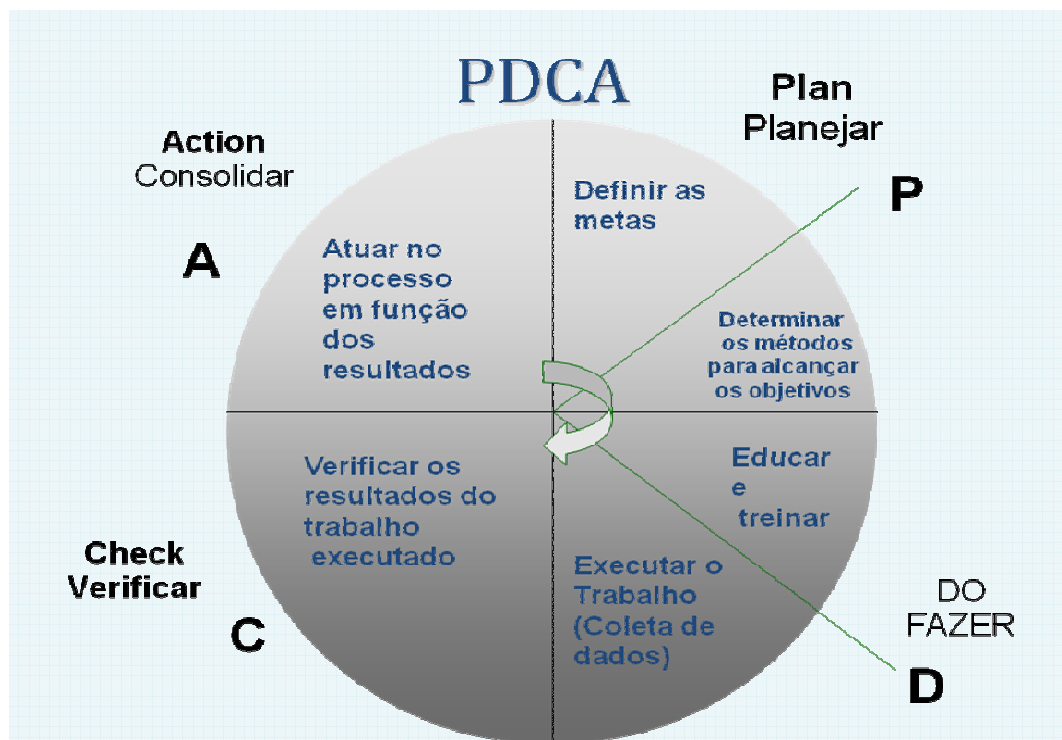 PDCA
Plan
Planejar
P
Definir as
metas
Determinar
os métodos
para alcançar
os objetivos
Educar
e
treinar
DO
FAZER
D
Executar o
Trabalho
(Coleta de
dados)
Check
Verificar
C
Verificar os
resultados do
trabalho
executado
Action
Consolidar
A
Atuar no
processo
em função
dos
resultados